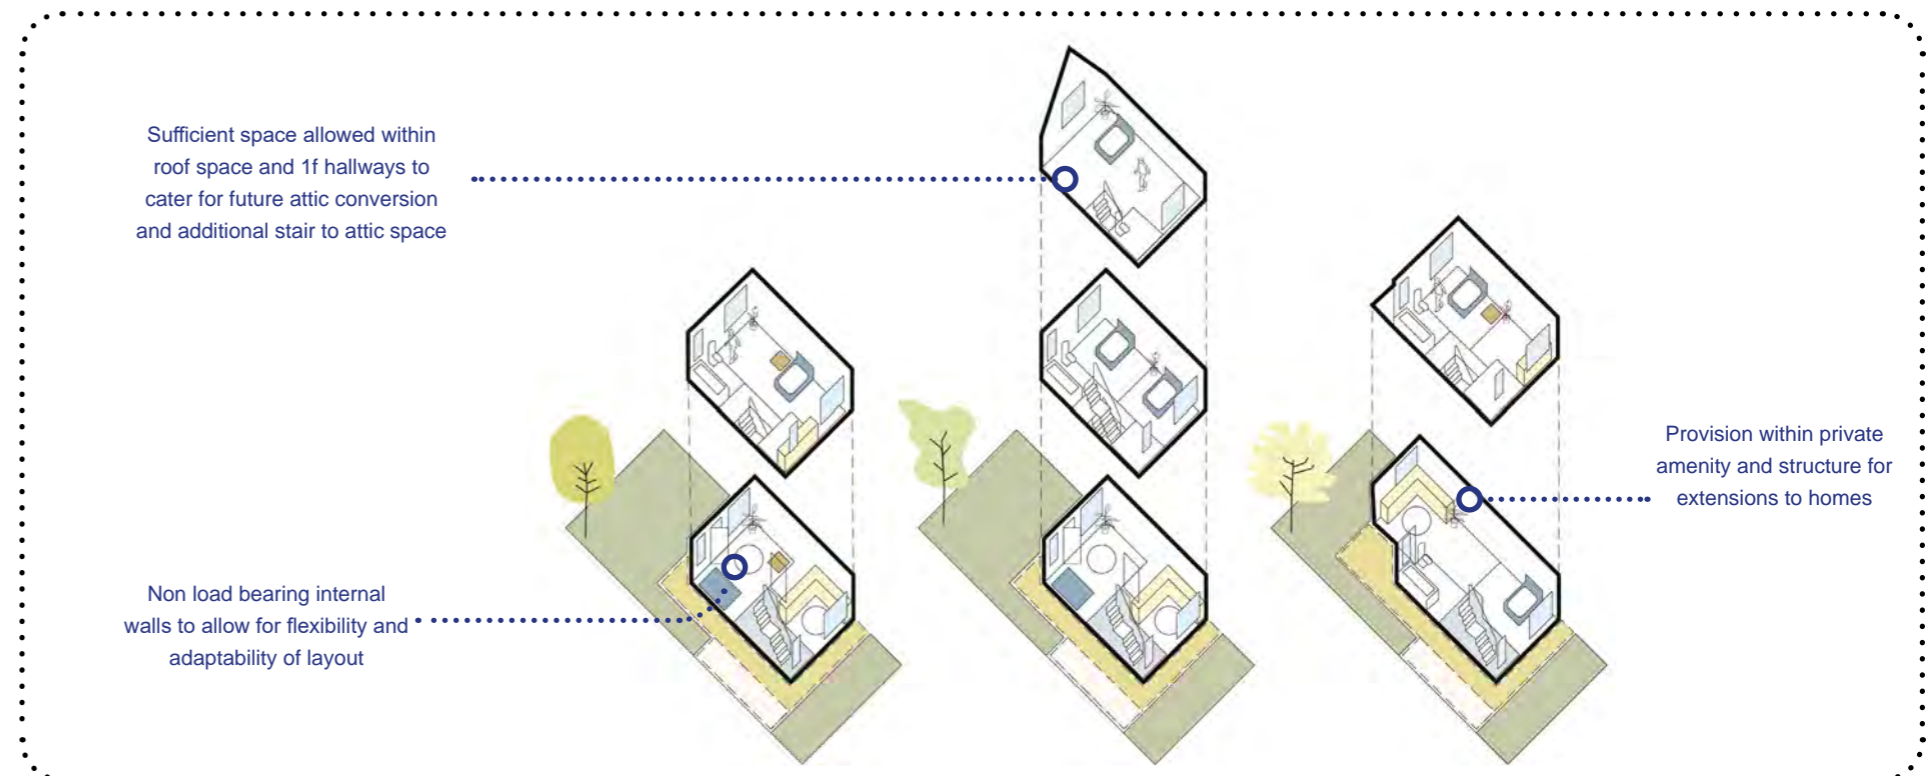 Sufficient space allowed within
roof space and 1f hallways to
cater for future attic conversion
and additional stair to attic space
Provision within private
amenity and structure for
extensions to homes
Non load bearing internal
walls to allow for flexibility and
adaptability of layout